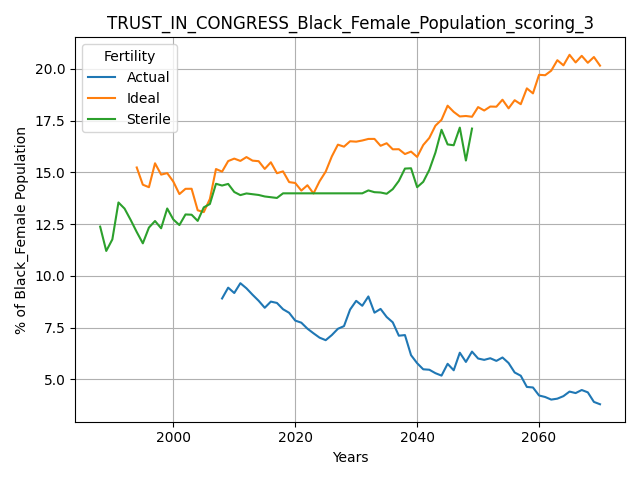 TRUST_IN_CONGRESS_Black_Female_Population_scoring_3
Fertility
Actual
Ideal
Sterile
% of Black_Female Population
20.0
17.5
15.0
12.5
10.0
7.5
5.0
2000
2020
2040
2060
Years